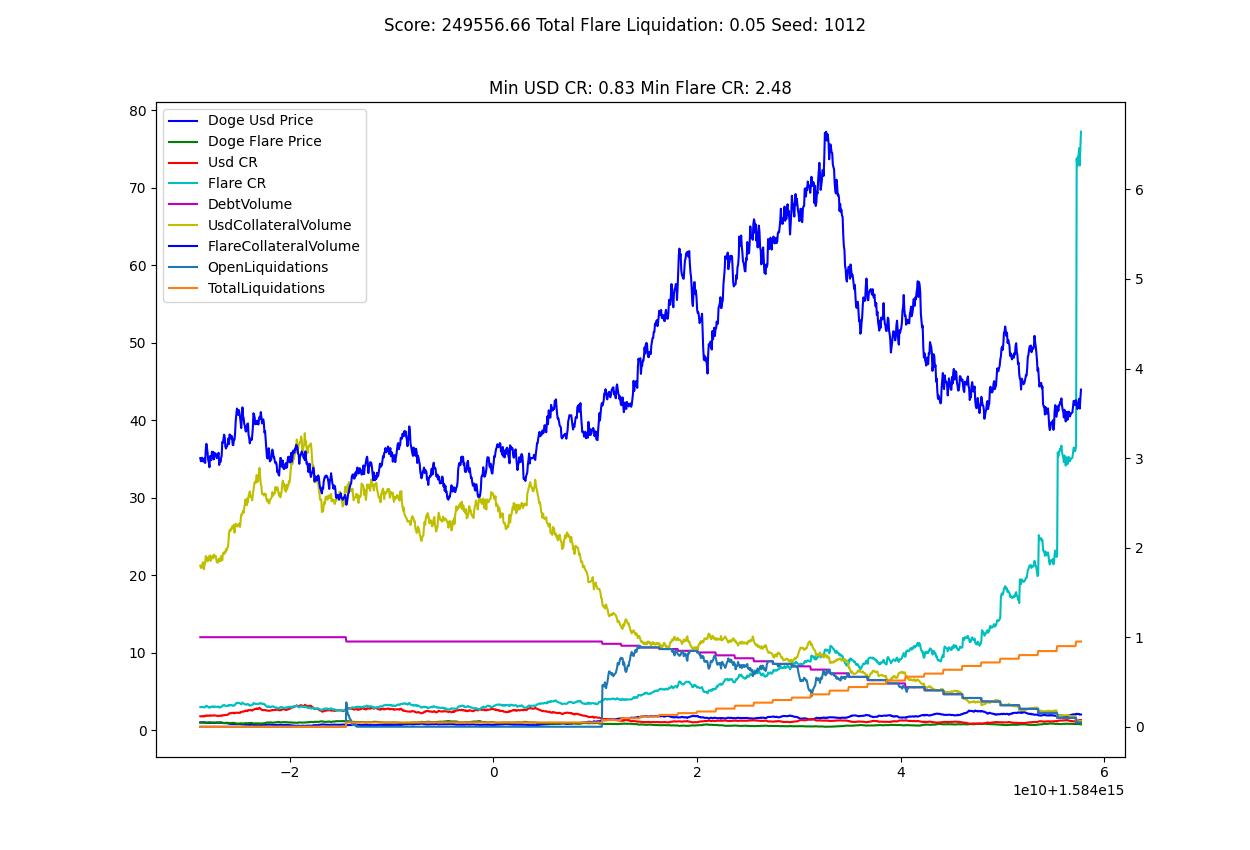 Score: 249556.66 Total Flare Liquidation: 0.05 Seed: 1012
Min USD CR: 0.83 Min Flare CR: 2.48
Doge Usd Price
Doge Flare Price
Usd CR
Flare CR
DebtVolume
UsdCollateralVolume
FlareCollateralVolume
OpenLiquidations
TotalLiquidations
80
70
60
50
40
30
20
10
0
6
5
4
3
2
1
0
−2
0
2
4
6
1e10+1.584e15